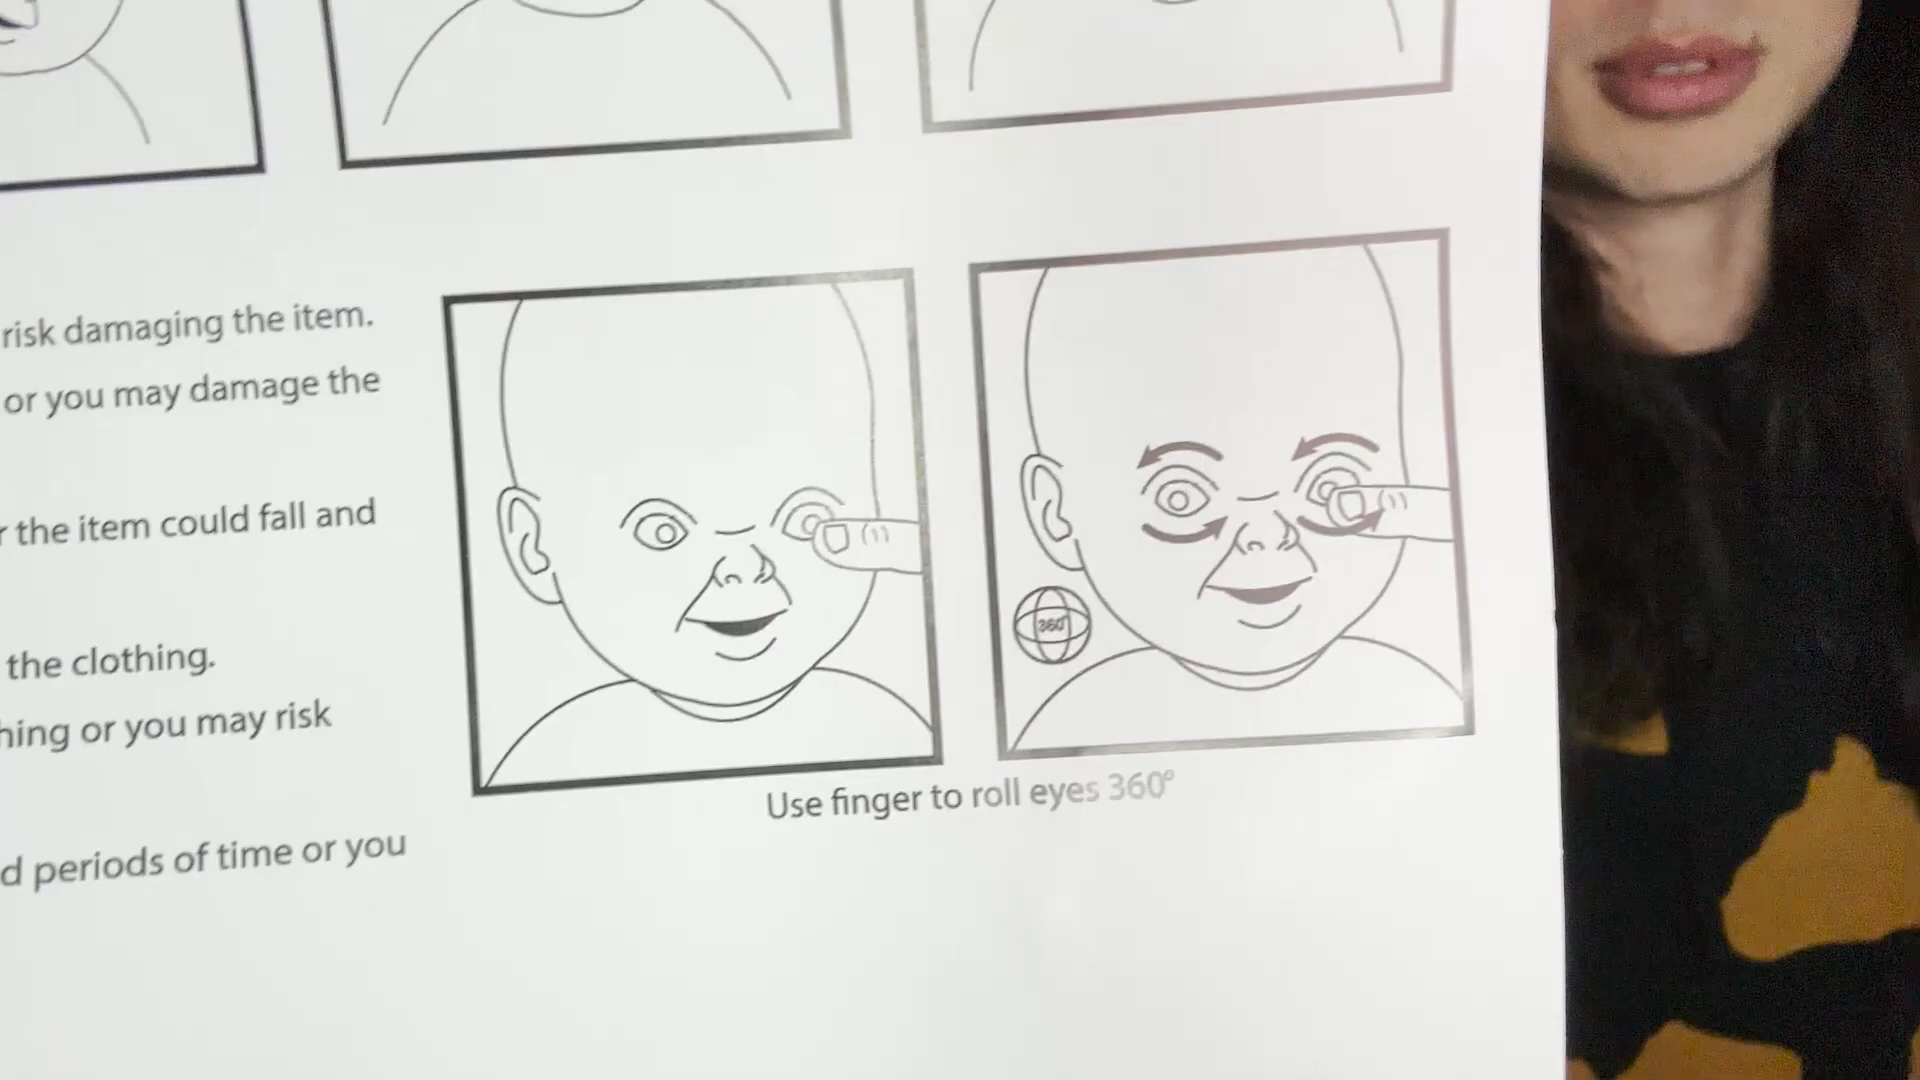 risk damaging the item.
or you may damage the
the item could fall and
the clothing.
hing or you may risk
d periods of time or you
360°
Use finger to roll eyes 360°